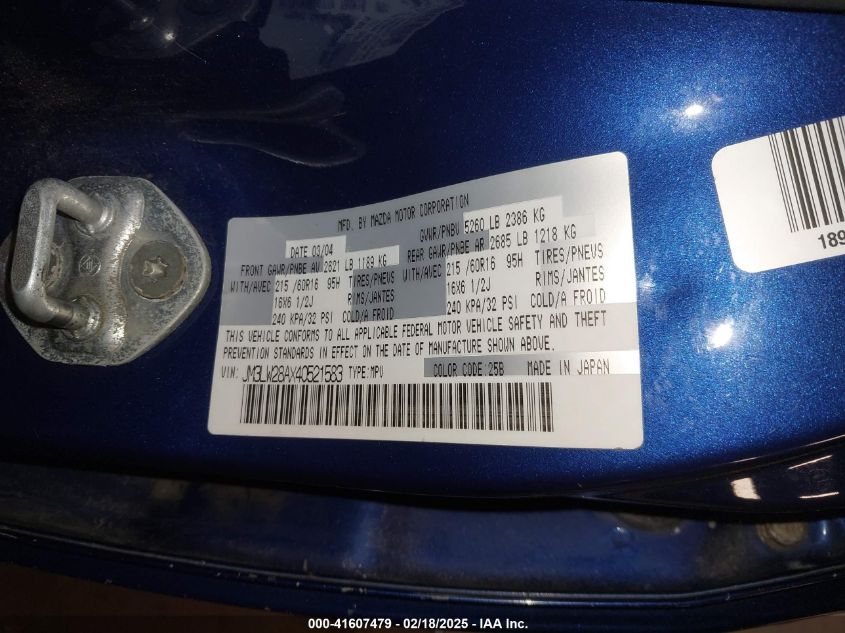 MFD. BY MAZDA MOTOR CORPORATION
DATE 03/04 GVWR/PNBV 5260 LB 2386 KG
FRONT GAWR/PNBE AV 2621 LB 1189 KG REAR GAWR/PNBE AR 2685 LB 1218 KG
WITH/AVEC 215 /60R16 95H TIRES/PNEUS WITH/AVEC 215 /60R16 95H TIRES/PNEUS
16X6 1/2J RIMS/JANTES 16X6 1/2J RIMS/JANTES
240 KPA/32 PSI COLD/A FROID 240 KPA/32 PSI COLD/A FROID
THIS VEHICLE CONFORMS TO ALL APPLICABLE FEDERAL MOTOR VEHICLE SAFETY AND THEFT
PREVENTION STANDARDS IN EFFECT ON THE DATE OF MANUFACTURE SHOWN ABOVE.
VIN: JM3LW28AX40521583 TYPE:MPV COLOR CODE:25B MADE IN JAPAN
189
000-41607479 — 02/18/2025 — IAA Inc.